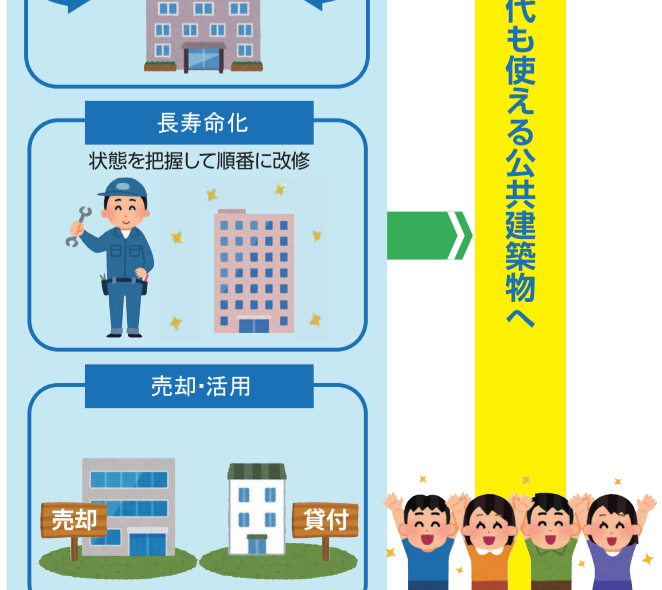 長寿命化
状態を把握して順番に改修
売却・活用
売却
貸付
代も使える公共建築物へ